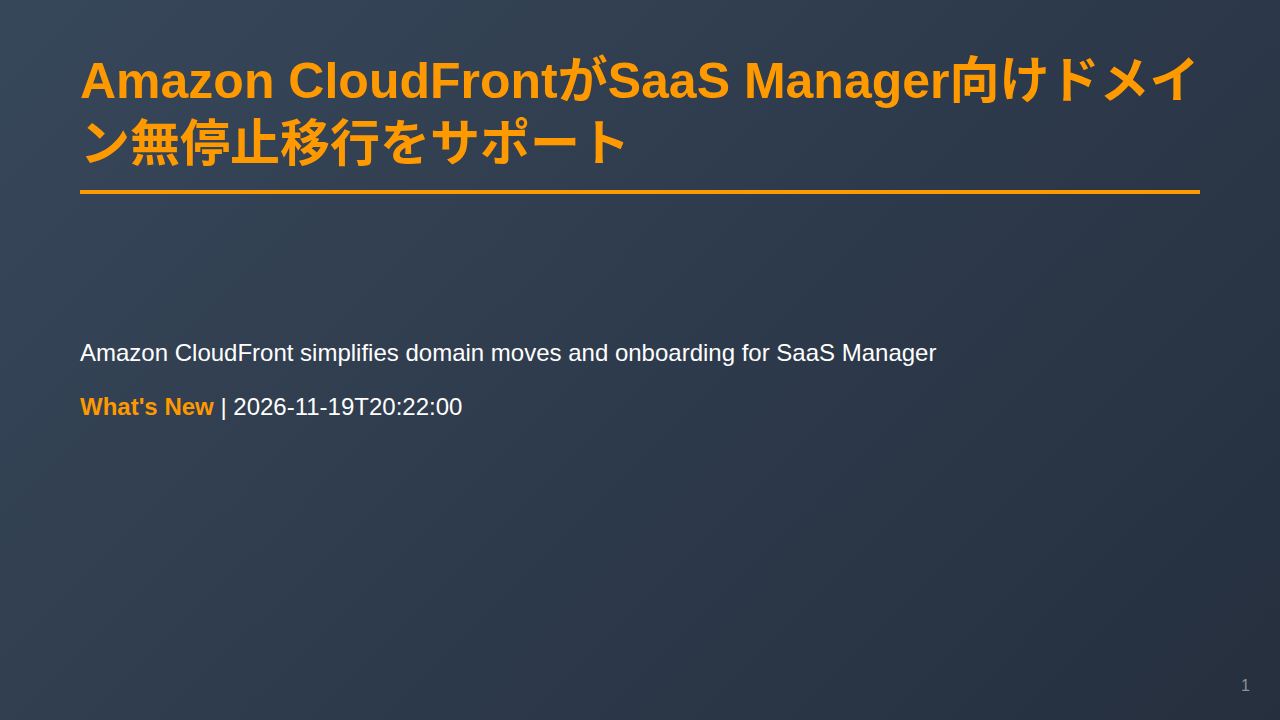 Amazon CloudFrontがSaaS Manager向けドメイ
ン無停止移行をサポート
Amazon CloudFront simplifies domain moves and onboarding for SaaS Manager
What's New | 2026-11-19T20:22:00
1